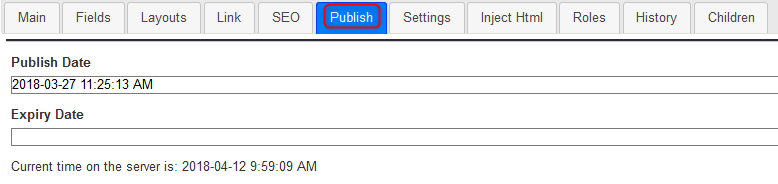 Main Fields Layouts Link SEO Publish Settings Inject Html Roles History Children
Publish Date
2018-03-27 11:25:13 AM
Expiry Date
Current time on the server is: 2018-04-12 9:59:09 AM